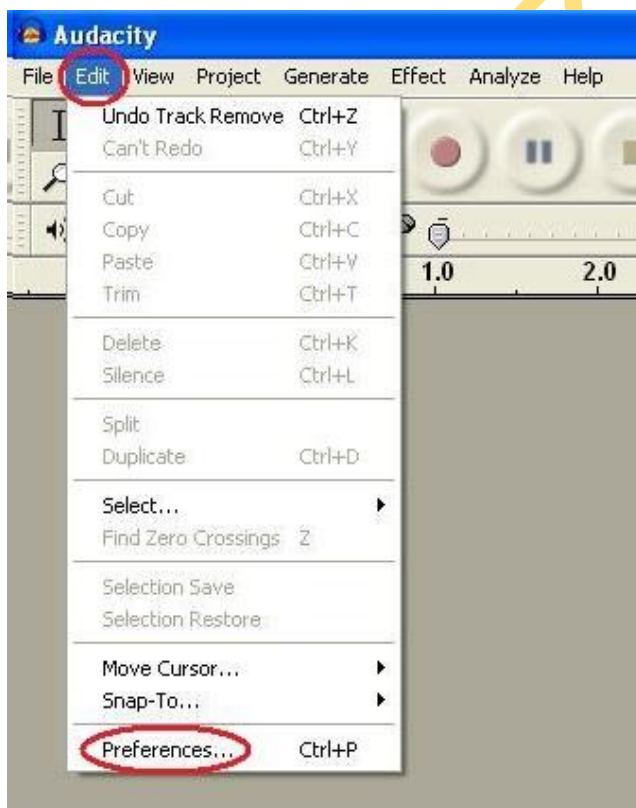 Audacity
File Edit View Project Generate Effect Analyze Help
Undo Track Remove Ctrl+Z
Can't Redo Ctrl+Y
Cut Ctrl+X
Copy Ctrl+C
Paste Ctrl+V
Trim Ctrl+T
Delete Ctrl+K
Silence Ctrl+L
Split
Duplicate Ctrl+D
Select...
Find Zero Crossings Z
Selection Save
Selection Restore
Move Cursor...
Snap-To...
Preferences... Ctrl+P
1.0 2.0